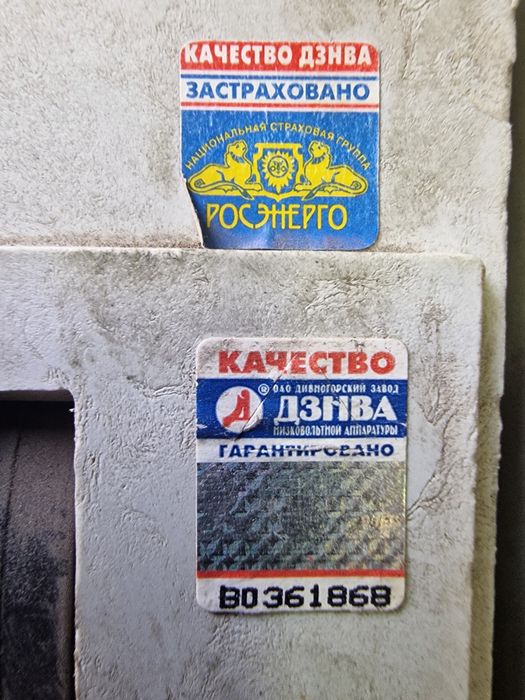 КАЧЕСТВО ДЗНВА
ЗАСТРАХОВАНО
НАЦИОНАЛЬНАЯ СТРАХОВАЯ ГРУППА
РОСЭНЕРГО
КАЧЕСТВО
® ОАО ДИВНОГОРСКИЙ ЗАВОД
ДЗНВА
НИЗКОВОЛЬТНОЙ АППАРАТУРЫ
ГАРАНТИРОВАНО
В0361868